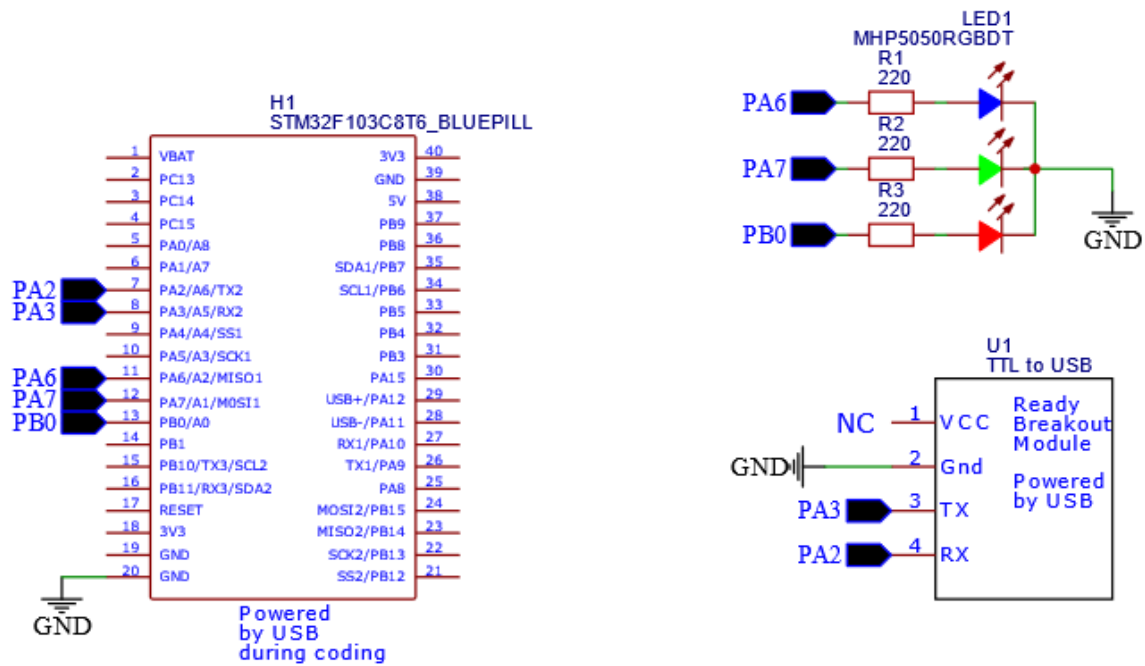 H1
STM32F103C8T6_BLUEPILL
1 VBAT 3V3 40
2 PC13 GND 39
3 PC14 5V 38
4 PC15 PB9 37
5 PA0/A8 PB8 36
6 PA1/A7 SDA1/PB7 35
PA2 7 PA2/A6/TX2 SCL1/PB6 34
PA3 8 PA3/A5/RX2 PB5 33
9 PA4/A4/SS1 PB4 32
10 PA5/A3/SCK1 PB3 31
PA6 11 PA6/A2/MISO1 PA15 30
PA7 12 PA7/A1/MOSI1 USB+/PA12 29
PB0 13 PB0/A0 USB-/PA11 28
14 PB1 RX1/PA10 27
15 PB10/TX3/SCL2 TX1/PA9 26
16 PB11/RX3/SDA2 PA8 25
17 RESET MOSI2/PB15 24
18 3V3 MISO2/PB14 23
19 GND SCK2/PB13 22
20 GND SS2/PB12 21
GND
Powered
by USB
during coding
LED1
MHP5050RGBDT
R1
220
PA6
R2
220
PA7
R3
220
PB0
GND
U1
TTL to USB
NC 1 VCC
GND 2 Gnd
PA3 3 TX
PA2 4 RX
Ready
Breakout
Module
Powered
by USB